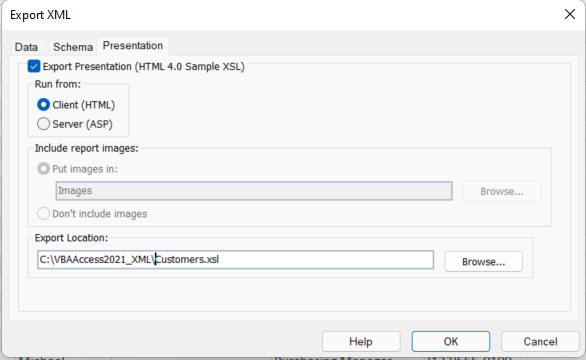 Export XML
Data Schema Presentation
Export Presentation (HTML 4.0 Sample XSL)
Run from:
Client (HTML)
Server (ASP)
Include report images:
Put images in:
Images Browse...
Don't include images
Export Location:
C:\VBAAccess2021_XML\Customers.xsl Browse...
Help OK Cancel